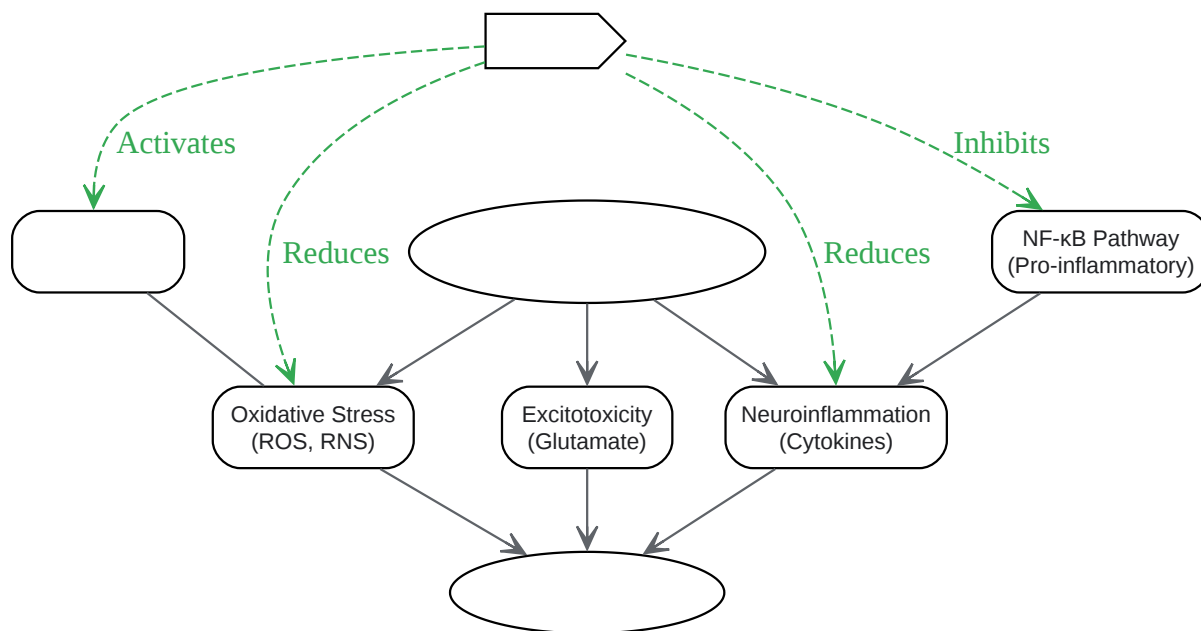 Activates
Inhibits
Reduces
Reduces
NF-κB Pathway
(Pro-inflammatory)
Oxidative Stress
(ROS, RNS)
Excitotoxicity
(Glutamate)
Neuroinflammation
(Cytokines)